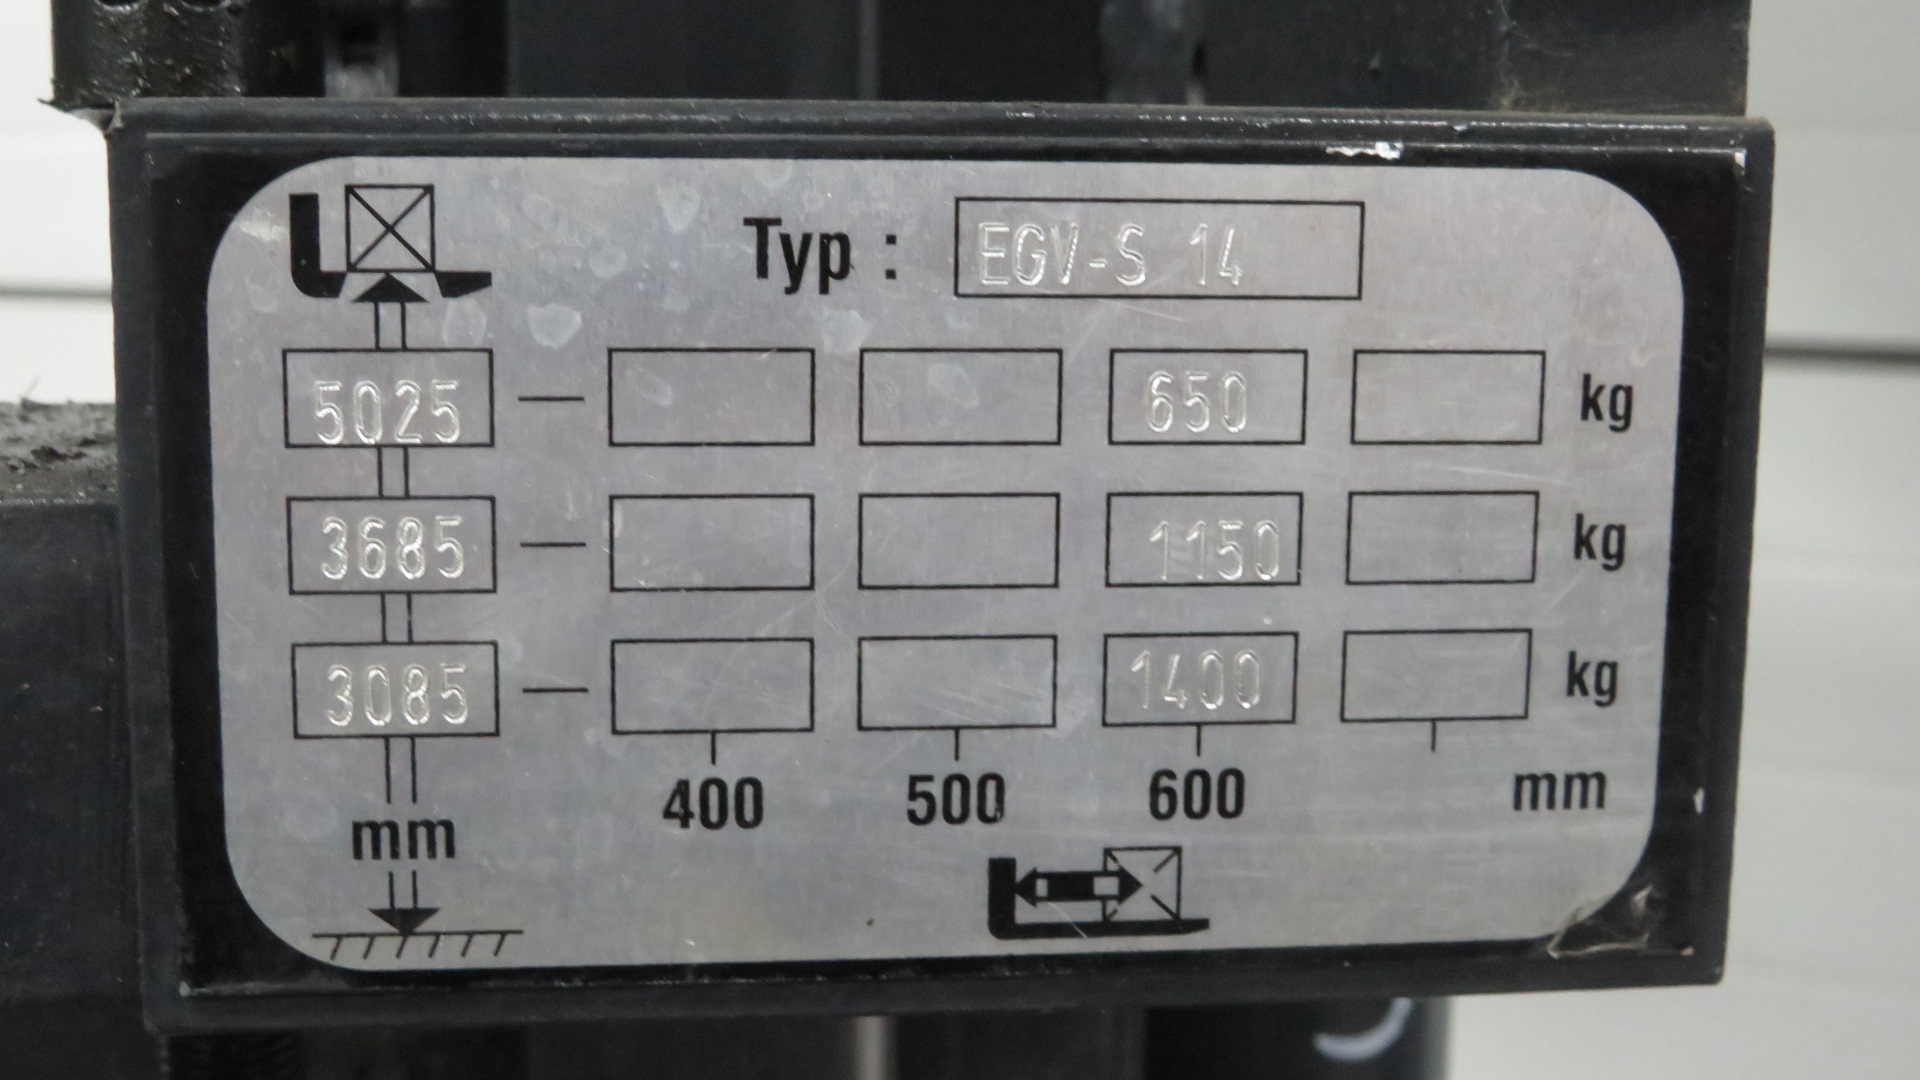 Typ : EGV-S 14
5025 — 650 kg
3685 — 1150 kg
3085 — 1400 kg
400 500 600 mm
mm